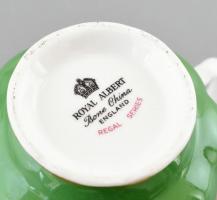 ROYAL ALBERT
Bone China
ENGLAND
REGAL SERIES